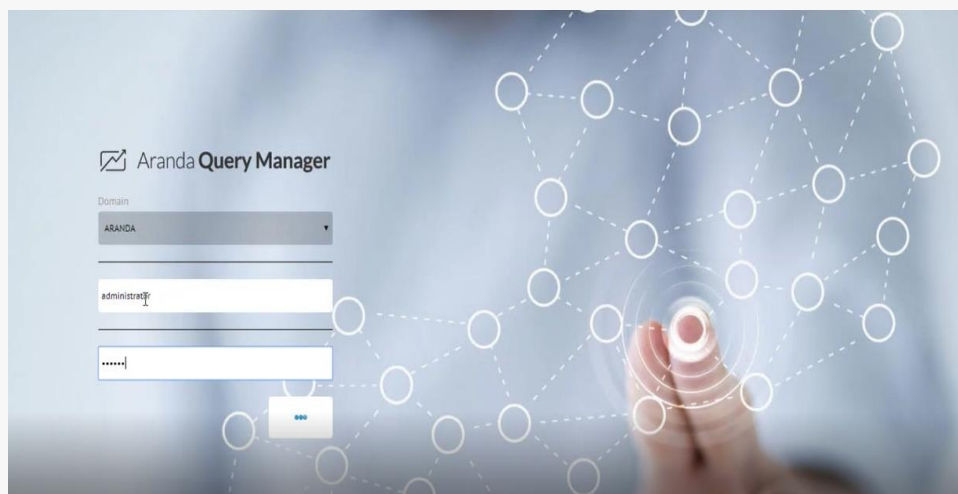 Aranda Query Manager
Domain
ARANDA
administrator
••••••